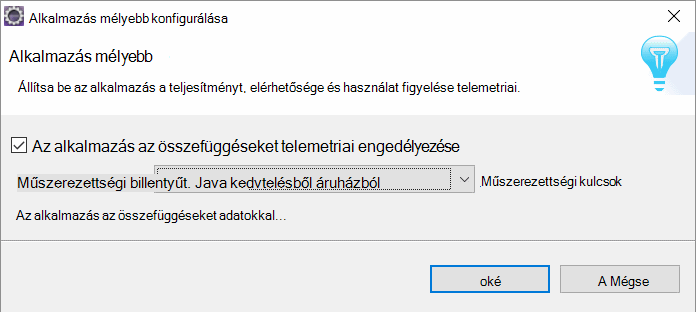 Alkalmazás mélyebb konfigurálása
Alkalmazás mélyebb
Állítsa be az alkalmazás a teljesítményt, elérhetősége és használat figyelése telemetriai.
Az alkalmazás az összefüggéseket telemetriai engedélyezése
Műszerezettségi billentyűt. Java kedvtelésből áruházból Műszerezettségi kulcsok
Az alkalmazás az összefüggéseket adatokkal...
oké A Mégse